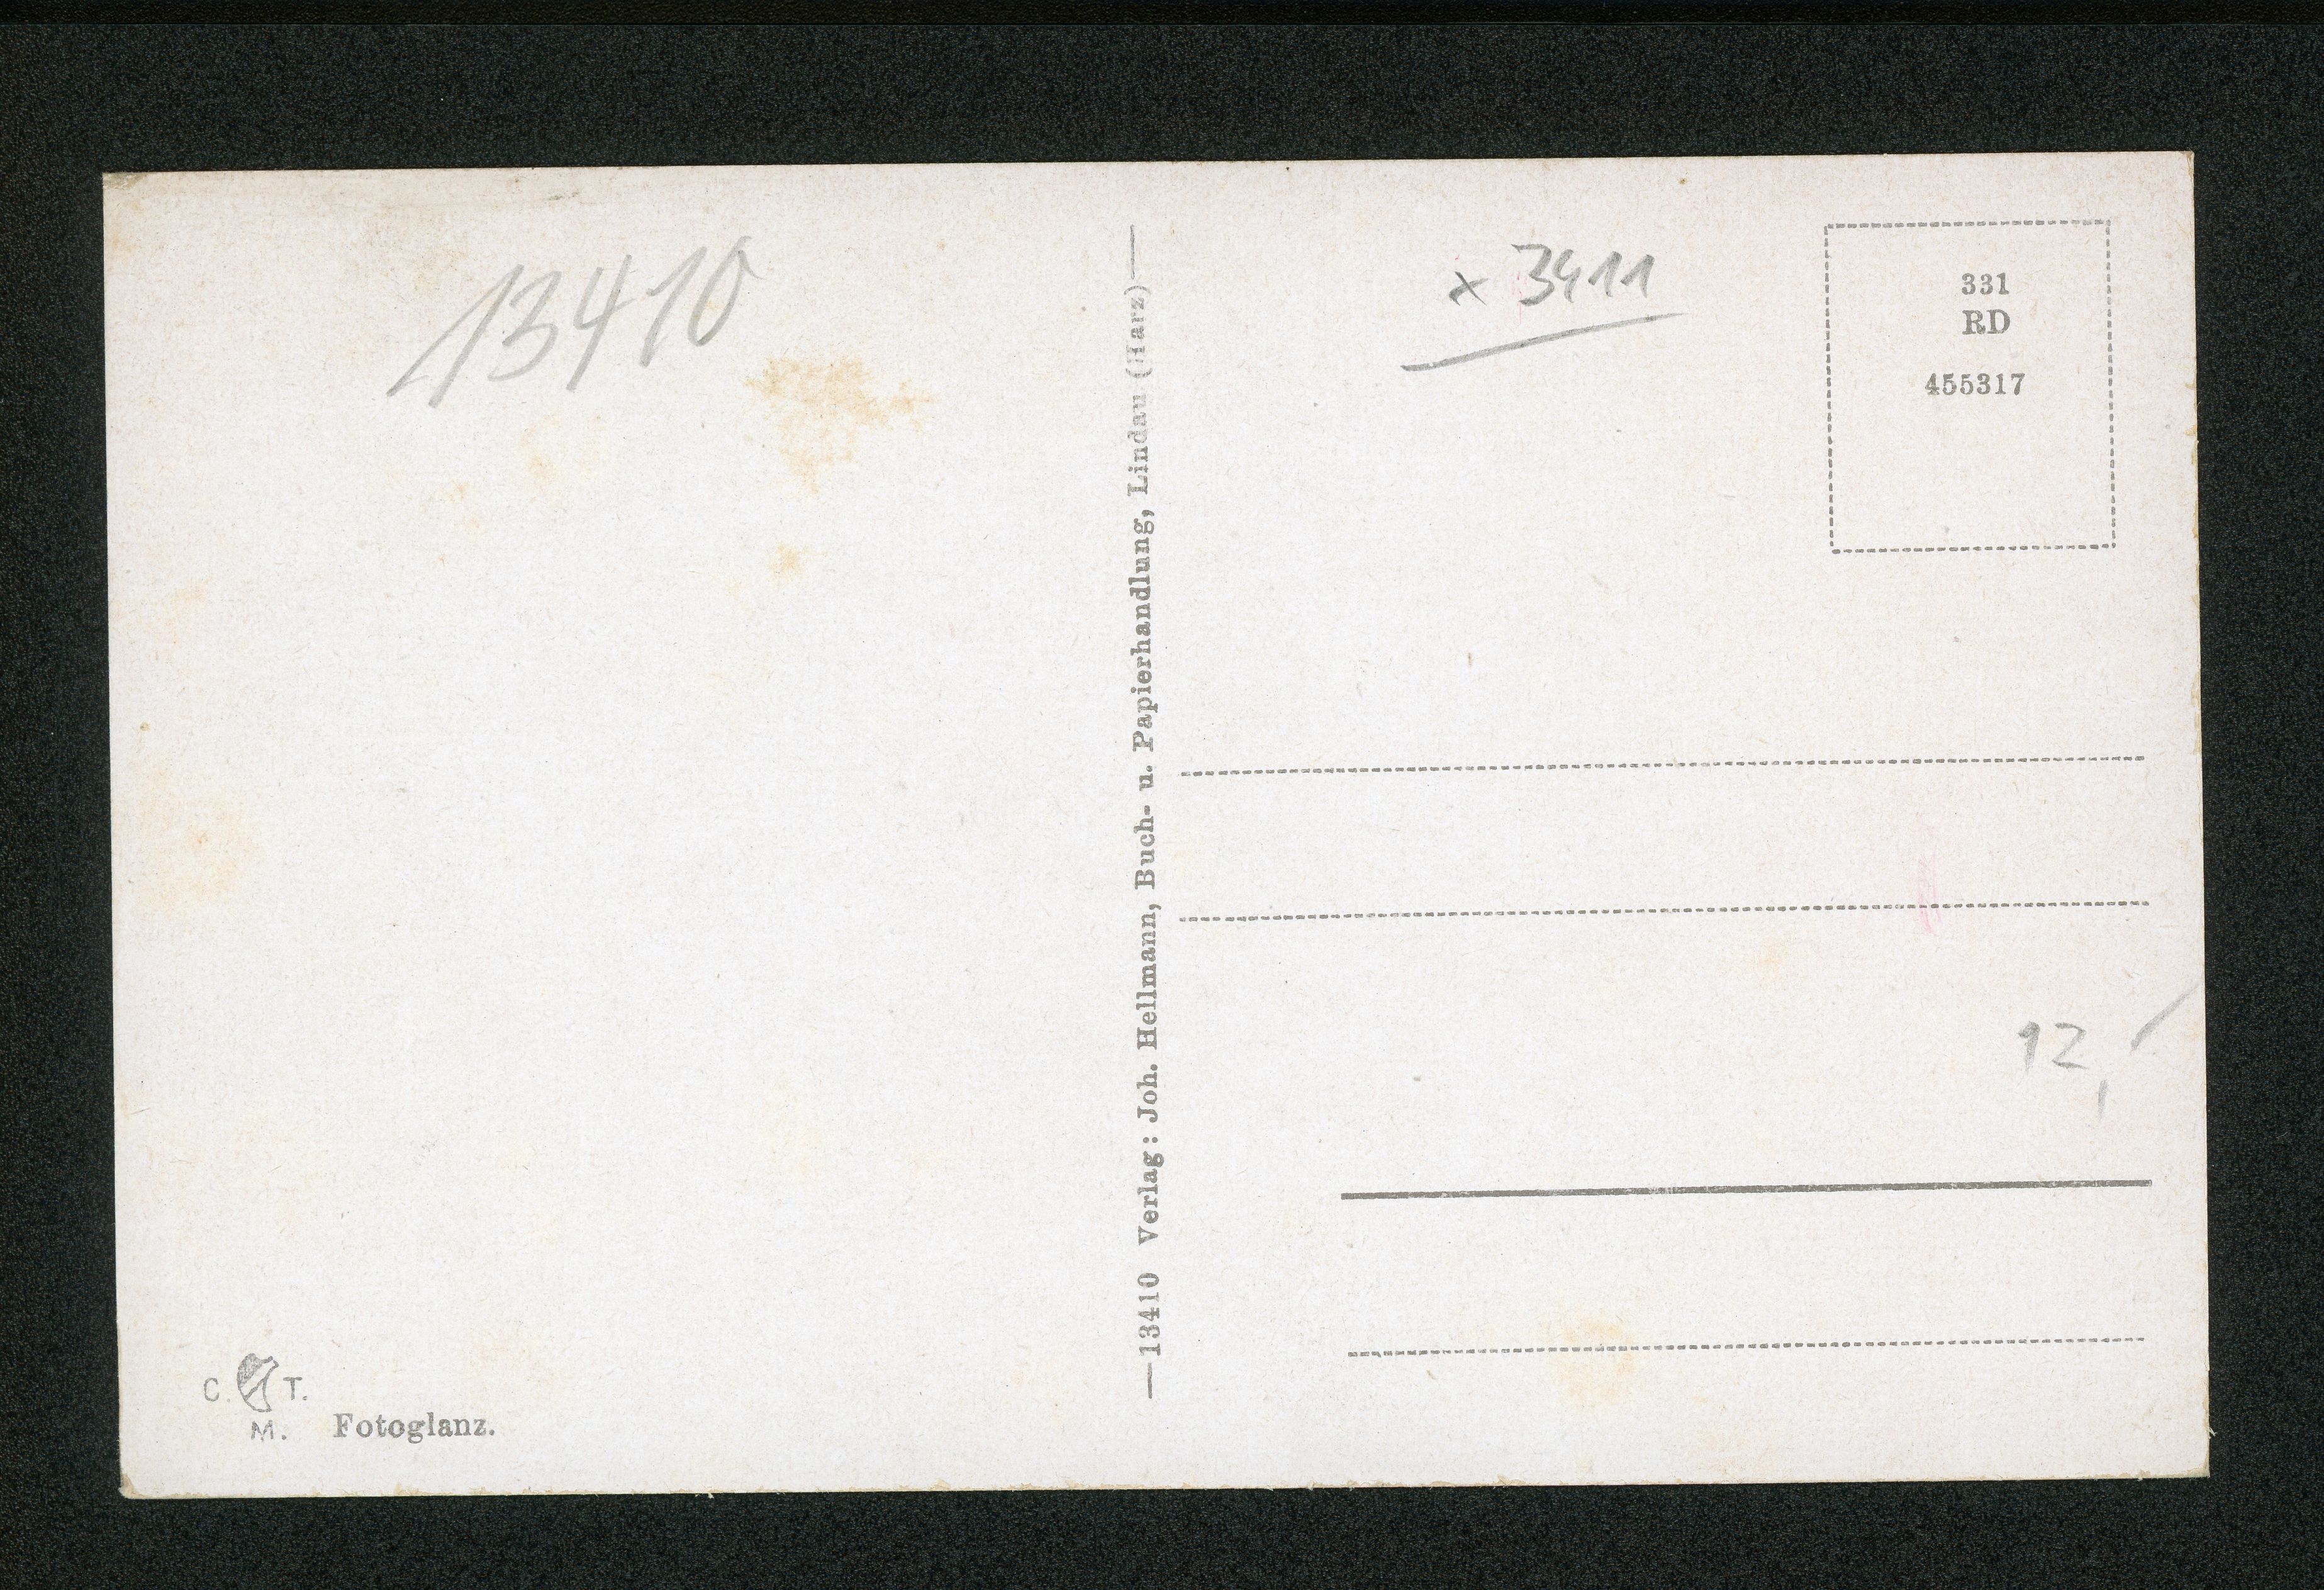 13410
x 3411
331
RD
455317
—13410 Verlag: Joh. Hellmann, Buch- u. Papierhandlung, Lindau (Harz)—
12,-
C. T.
M. Fotoglanz.